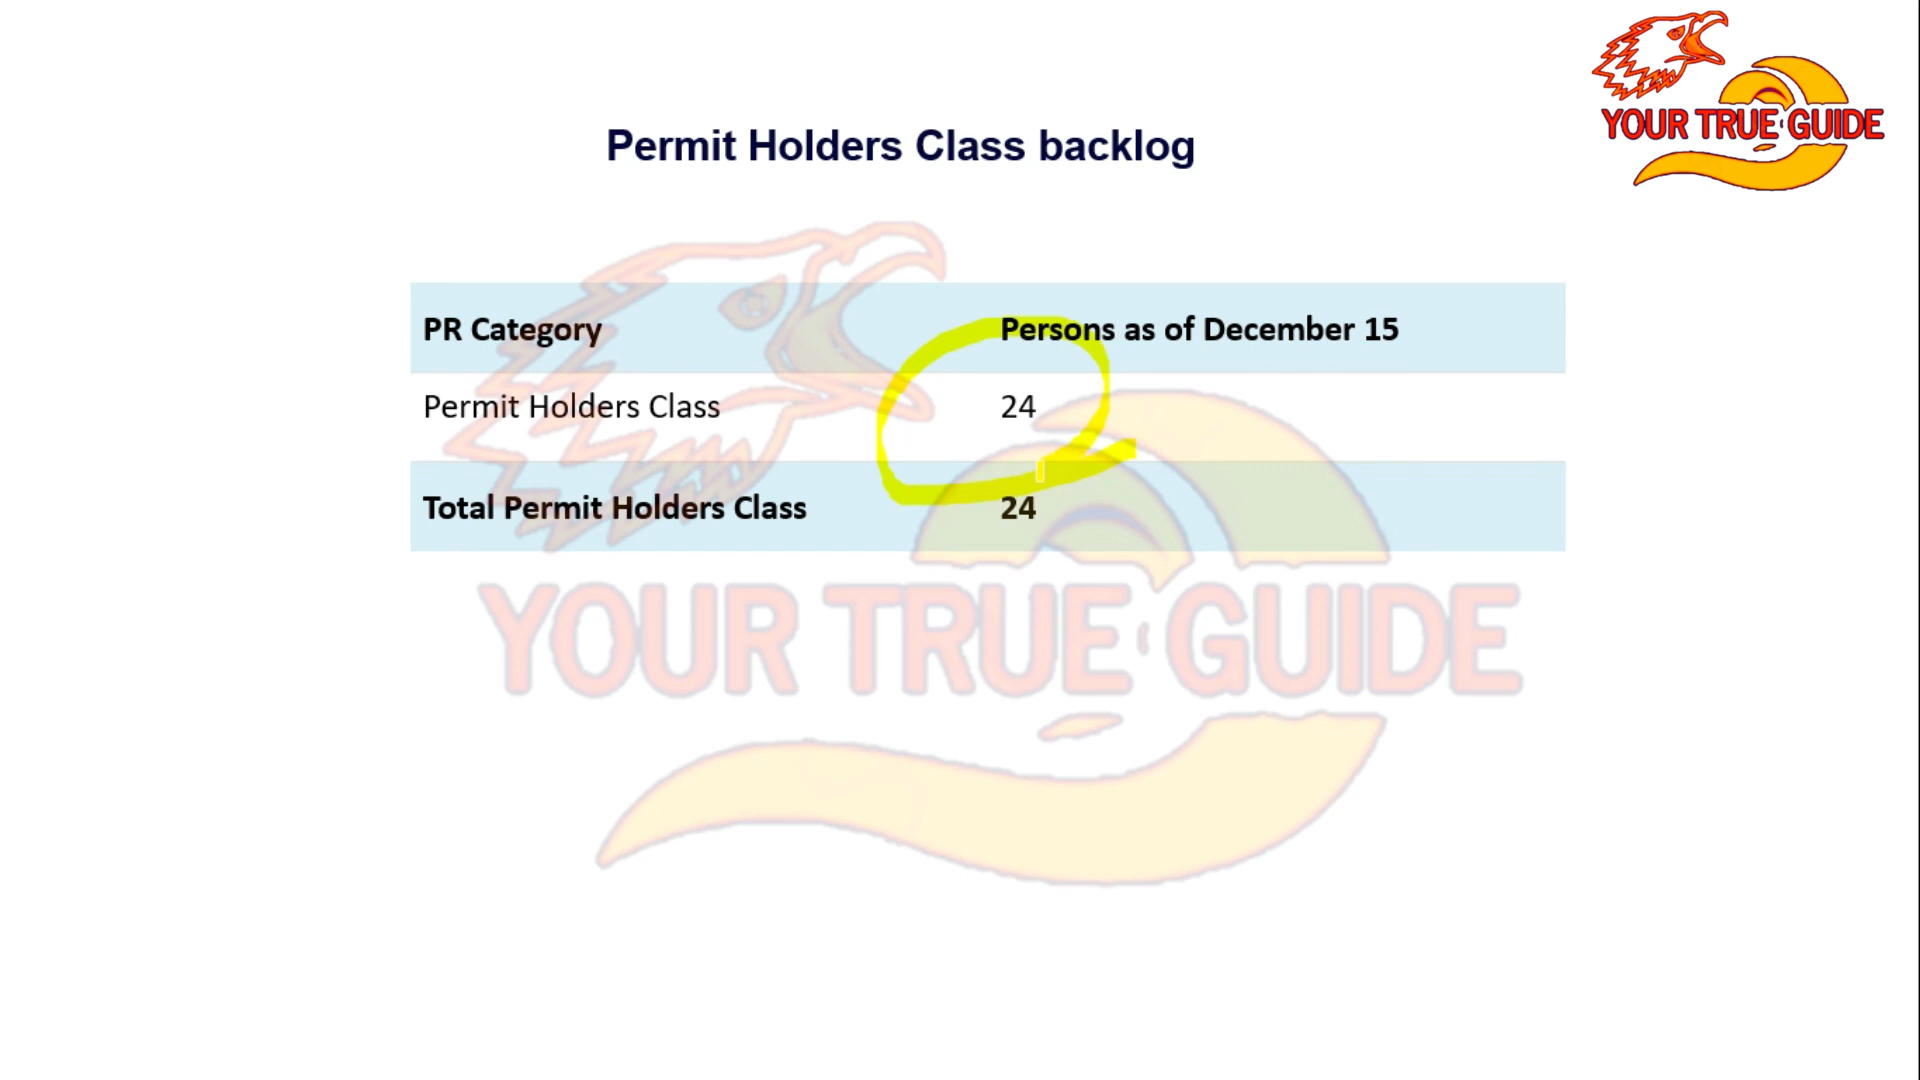 YOUR TRUE GUIDE
Permit Holders Class backlog
PR Category Persons as of December 15
Permit Holders Class 24
Total Permit Holders Class 24
YOUR TRUE GUIDE